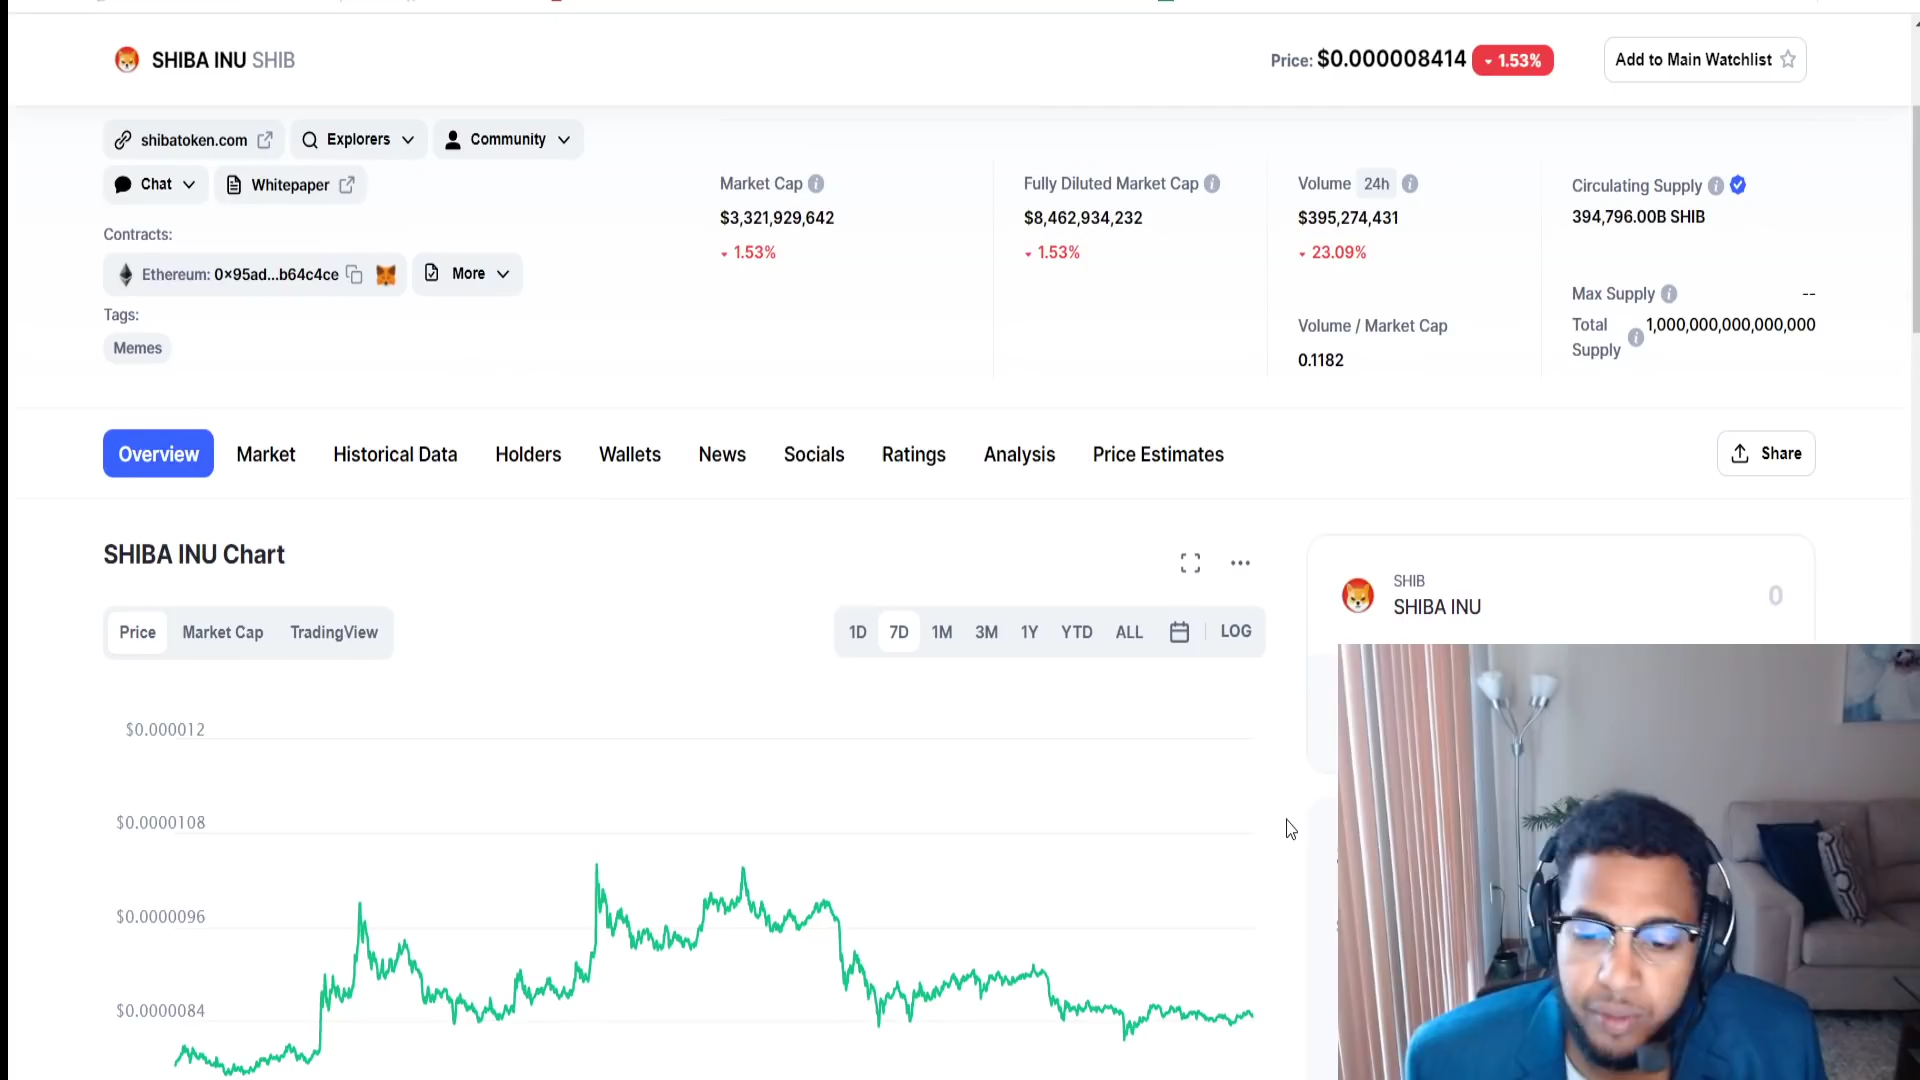 SHIBA INU SHIB
Price: $0.000008414 1.53%
Add to Main Watchlist
shibatoken.com
Explorers
Community
Chat
Whitepaper
Contracts:
Ethereum: 0×95ad...b64c4ce
More
Tags:
Memes
Market Cap
$3,321,929,642
1.53%
Fully Diluted Market Cap
$8,462,934,232
1.53%
Volume 24h
$395,274,431
23.09%
Volume / Market Cap
0.1182
Circulating Supply
394,796.00B SHIB
Max Supply --
Total Supply 1,000,000,000,000,000
Overview Market Historical Data Holders Wallets News Socials Ratings Analysis Price Estimates
Share
SHIBA INU Chart
Price Market Cap TradingView
1D 7D 1M 3M 1Y YTD ALL LOG
$0.000012
$0.0000108
$0.0000096
$0.0000084
SHIB
SHIBA INU
0